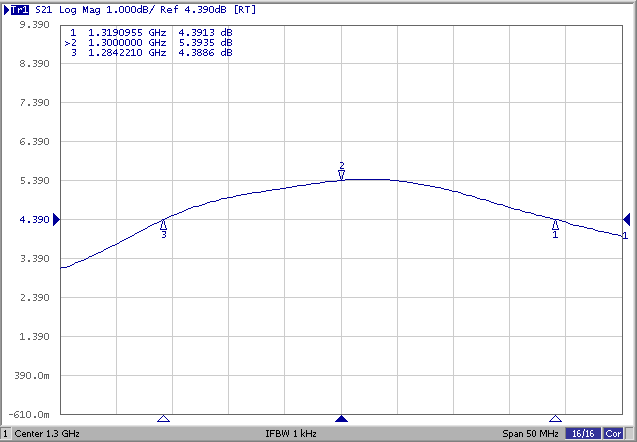 Tr1 S21 Log Mag 1.000dB/ Ref 4.390dB [RT]
9.390
1 1.3190955 GHz 4.3913 dB
>2 1.3000000 GHz 5.3935 dB
3 1.2842210 GHz 4.3886 dB
8.390
7.390
6.390
2
5.390
4.390
3 1 1
3.390
2.390
1.390
390.0m
-610.0m
1 Center 1.3 GHz IFBW 1 kHz Span 50 MHz 16/16 Cor